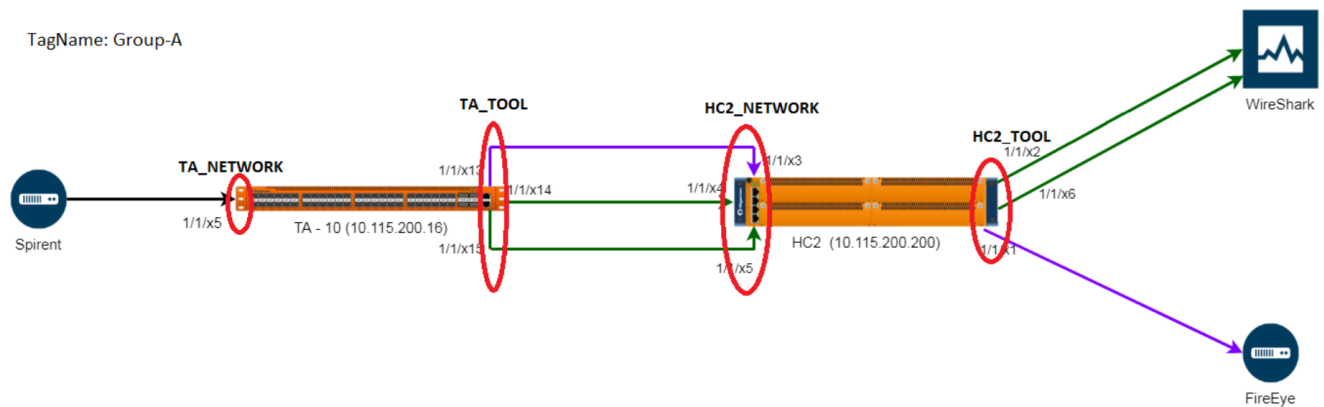 TagName: Group-A
WireShark
TA_TOOL
HC2_NETWORK
HC2_TOOL
1/1/x2
TA_NETWORK
1/1/x13
1/1/x3
1/1/x14
1/1/x4
1/1/x6
1/1/x5
TA - 10 (10.115.200.16)
Spirent
1/1/x15
HC2 (10.115.200.200)
1/1/x1
1/1/x5
FireEye